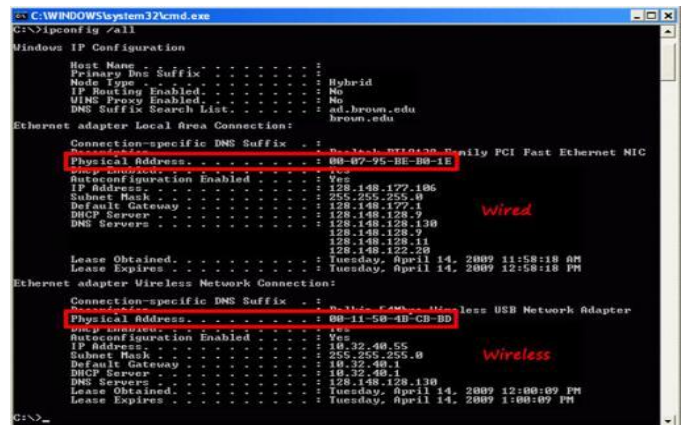 C:\WINDOWS\system32\cmd.exe
C:\>ipconfig /all
Windows IP Configuration
Host Name . . . . . . . . . . . . :
Primary Dns Suffix . . . . . . . :
Node Type . . . . . . . . . . . . : Hybrid
IP Routing Enabled. . . . . . . . : No
WINS Proxy Enabled. . . . . . . . : No
DNS Suffix Search List. . . . . . : ad.brown.edu
brown.edu
Ethernet adapter Local Area Connection:
Connection-specific DNS Suffix . :
Family PCI Fast Ethernet NIC
Physical Address. . . . . . . . . : 00-07-95-BE-B0-1E
Dhcp Enabled. . . . . . . . . . . : Yes
Autoconfiguration Enabled . . . . : Yes
IP Address. . . . . . . . . . . . : 128.148.177.106
Subnet Mask . . . . . . . . . . . : 255.255.255.0
Default Gateway . . . . . . . . . : 128.148.177.1
DHCP Server . . . . . . . . . . . : 128.148.128.9
Wired
DNS Servers . . . . . . . . . . . : 128.148.128.130
128.148.128.9
128.148.128.11
128.148.122.20
Lease Obtained. . . . . . . . . . : Tuesday, April 14, 2009 11:58:18 AM
Lease Expires . . . . . . . . . . : Tuesday, April 14, 2009 12:58:18 PM
Ethernet adapter Wireless Network Connection:
Connection-specific DNS Suffix . :
Wireless USB Network Adapter
Physical Address. . . . . . . . . : 00-11-50-4B-CB-BD
Dhcp Enabled. . . . . . . . . . . : Yes
Autoconfiguration Enabled . . . . : Yes
IP Address. . . . . . . . . . . . : 10.32.40.55
Subnet Mask . . . . . . . . . . . : 255.255.255.0
Wireless
Default Gateway . . . . . . . . . : 10.32.40.1
DHCP Server . . . . . . . . . . . : 10.32.40.1
DNS Servers . . . . . . . . . . . : 128.148.128.130
Lease Obtained. . . . . . . . . . : Tuesday, April 14, 2009 12:00:09 PM
Lease Expires . . . . . . . . . . : Tuesday, April 14, 2009 1:00:09 PM
C:\>_